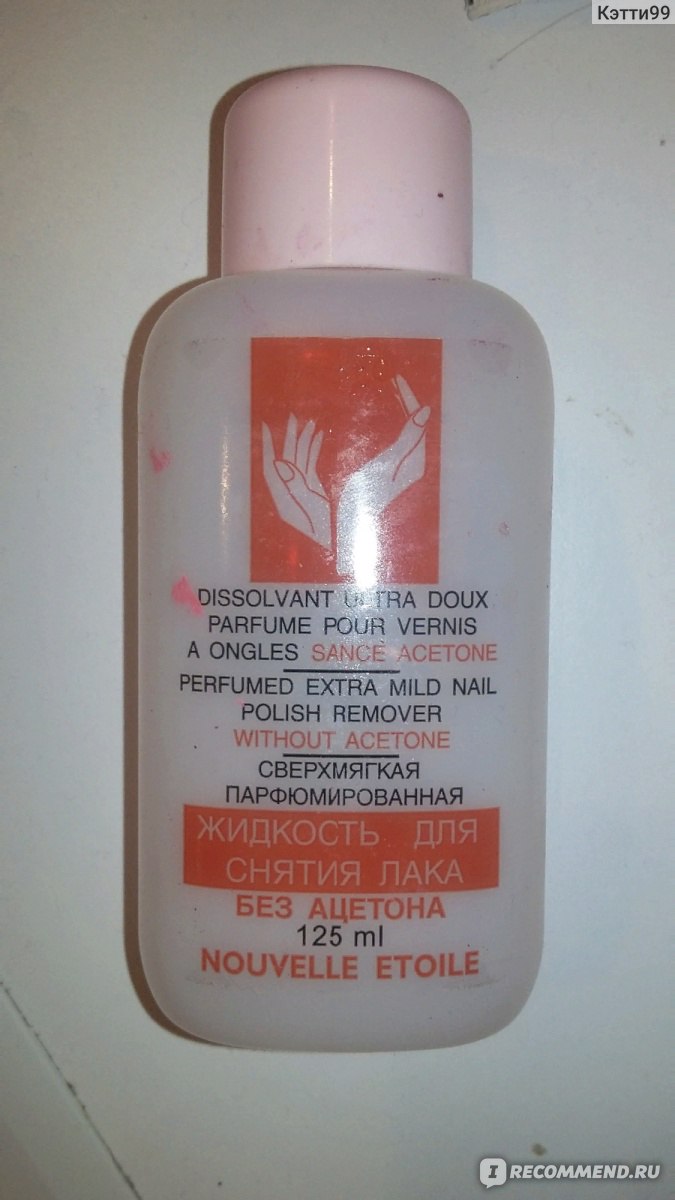 Кэтти99
DISSOLVANT ULTRA DOUX
PARFUME POUR VERNIS
A ONGLES SANCE ACETONE
PERFUMED EXTRA MILD NAIL
POLISH REMOVER
WITHOUT ACETONE
СВЕРХМЯГКАЯ
ПАРФЮМИРОВАННАЯ
ЖИДКОСТЬ ДЛЯ
СНЯТИЯ ЛАКА
БЕЗ АЦЕТОНА
125 ml
NOUVELLE ETOILE
IRECOMMEND.RU